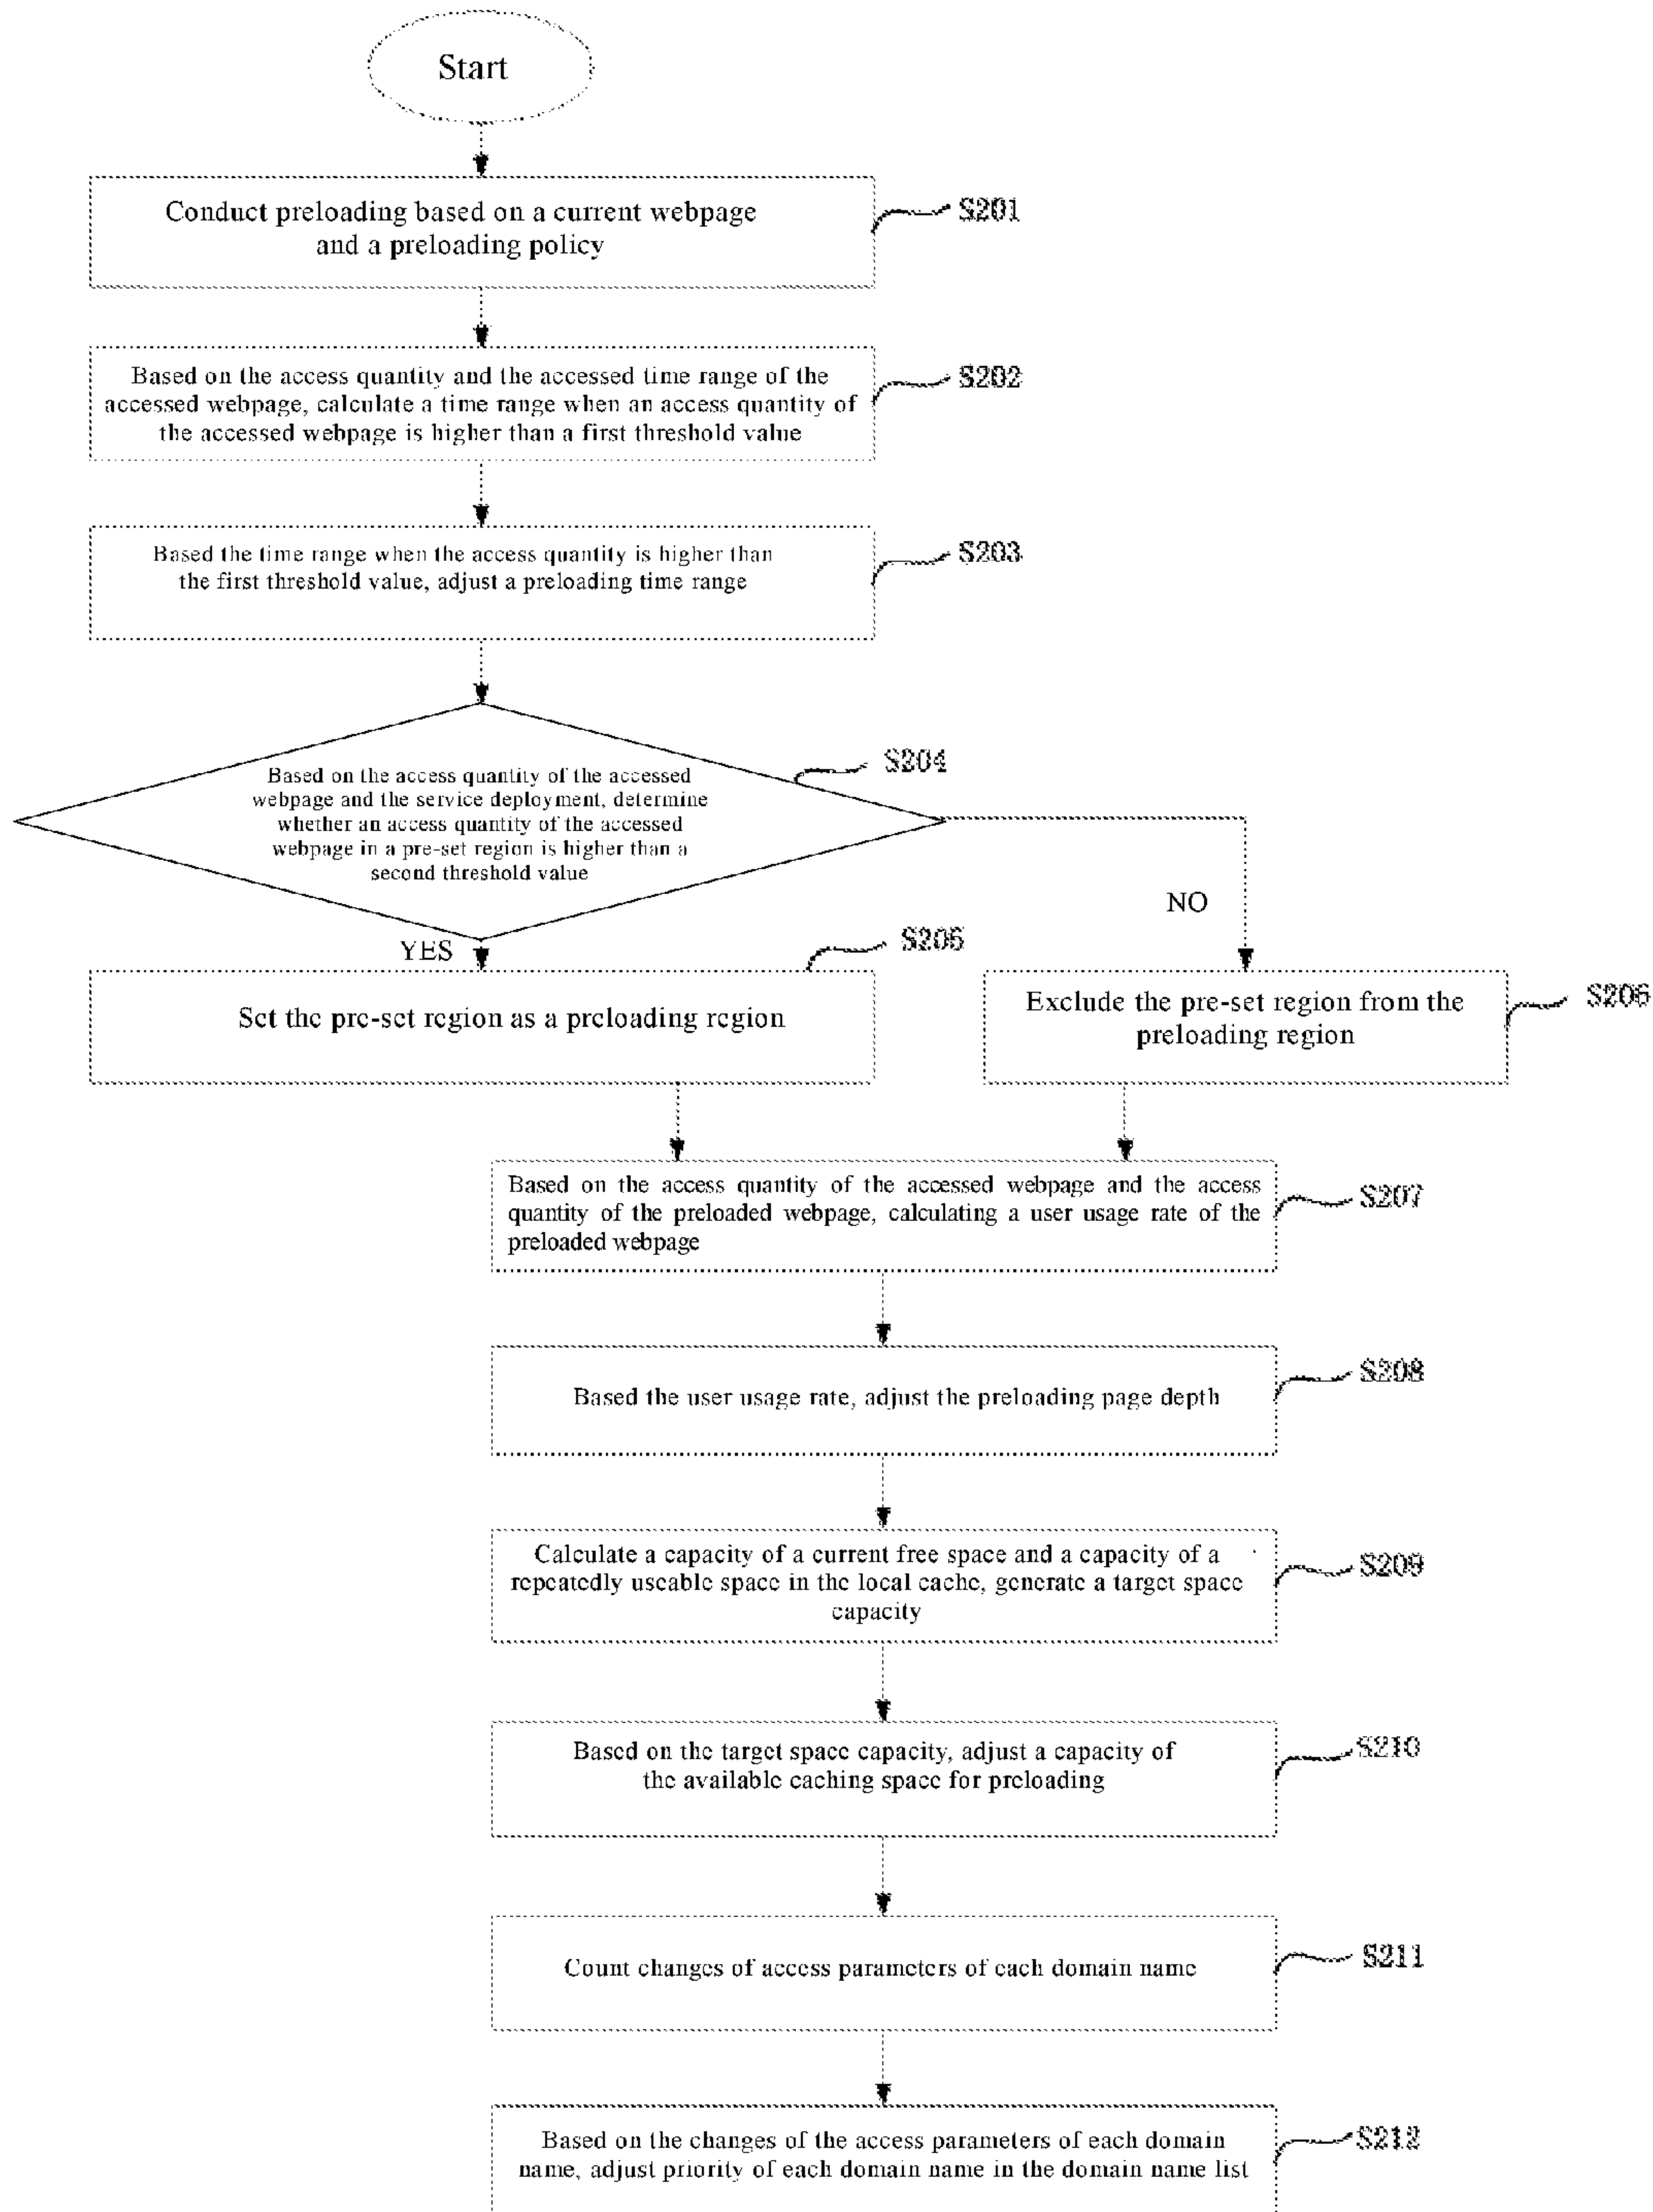 Start
Conduct preloading based on a current webpage
and a preloading policy
S201
Based on the access quantity and the accessed time range of the
accessed webpage, calculate a time range when an access quantity of
the accessed webpage is higher than a first threshold value
S202
Based the time range when the access quantity is higher than
the first threshold value, adjust a preloading time range
S203
Based on the access quantity of the accessed
webpage and the service deployment, determine
whether an access quantity of the accessed
webpage in a pre-set region is higher than a
second threshold value
S204
NO
YES
S205
Set the pre-set region as a preloading region
Exclude the pre-set region from the
preloading region
S206
Based on the access quantity of the accessed webpage and the access
quantity of the preloaded webpage, calculating a user usage rate of the
preloaded webpage
S207
Based the user usage rate, adjust the preloading page depth
S208
Calculate a capacity of a current free space and a capacity of a
repeatedly useable space in the local cache, generate a target space
capacity
S209
Based on the target space capacity, adjust a capacity of
the available caching space for preloading
S210
Count changes of access parameters of each domain name
S211
Based on the changes of the access parameters of each domain
name, adjust priority of each domain name in the domain name list
S212